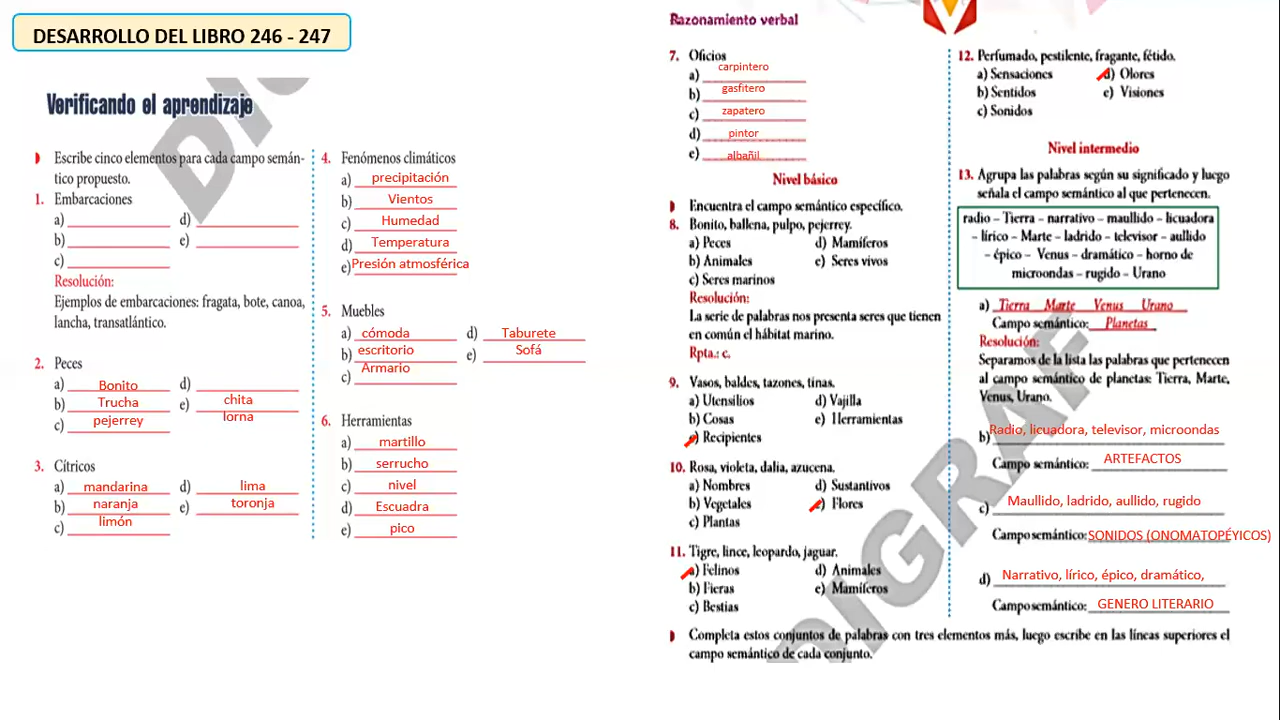 DESARROLLO DEL LIBRO 246 - 247
Verificando el aprendizaje
Escribe cinco elementos para cada campo semán-
tico propuesto.
1. Embarcaciones
a) d)
b) e)
c)
Resolución:
Ejemplos de embarcaciones: fragata, bote, canoa,
lancha, transatlántico.
2. Peces
a) Bonito d)
b) Trucha e) chita
c) pejerrey lorna
3. Cítricos
a) mandarina d) lima
b) naranja e) toronja
c) limón
4. Fenómenos climáticos
a) precipitación
b) Vientos
c) Humedad
d) Temperatura
e) Presión atmosférica
5. Muebles
a) cómoda d) Taburete
b) escritorio e) Sofá
c) Armario
6. Herramientas
a) martillo
b) serrucho
c) nivel
d) Escuadra
e) pico
Razonamiento verbal
7. Oficios
a) carpintero
b) gasfitero
c) zapatero
d) pintor
e) albañil
Nivel básico
Encuentra el campo semántico específico.
8. Bonito, ballena, pulpo, pejerrey.
a) Peces d) Mamíferos
b) Animales e) Seres vivos
c) Seres marinos
Resolución:
La serie de palabras nos presenta seres que tienen
en común el hábitat marino.
Rpta.: c.
9. Vasos, baldes, tazones, tinas.
a) Utensilios d) Vajilla
b) Cosas e) Herramientas
c) Recipientes
10. Rosa, violeta, dalia, azucena.
a) Nombres d) Sustantivos
b) Vegetales e) Flores
c) Plantas
11. Tigre, lince, leopardo, jaguar.
a) Felinos d) Animales
b) Fieras e) Mamíferos
c) Bestias
12. Perfumado, pestilente, fragante, fétido.
a) Sensaciones d) Olores
b) Sentidos e) Visiones
c) Sonidos
Nivel intermedio
13. Agrupa las palabras según su significado y luego
señala el campo semántico al que pertenecen.
radio – Tierra – narrativo – maullido – licuadora
– lírico – Marte – ladrido – televisor – aullido
– épico – Venus – dramático – horno de
microondas – rugido – Urano
a) Tierra Marte Venus Urano
Campo semántico: Planetas
Resolución:
Separamos de la lista las palabras que pertenecen
al campo semántico de planetas: Tierra, Marte,
Venus, Urano.
b) Radio, licuadora, televisor, microondas
Campo semántico: ARTEFACTOS
c) Maullido, ladrido, aullido, rugido
Campo semántico: SONIDOS (ONOMATOPÉYICOS)
d) Narrativo, lírico, épico, dramático,
Campo semántico: GENERO LITERARIO
Completa estos conjuntos de palabras con tres elementos más, luego escribe en las líneas superiores el
campo semántico de cada conjunto.